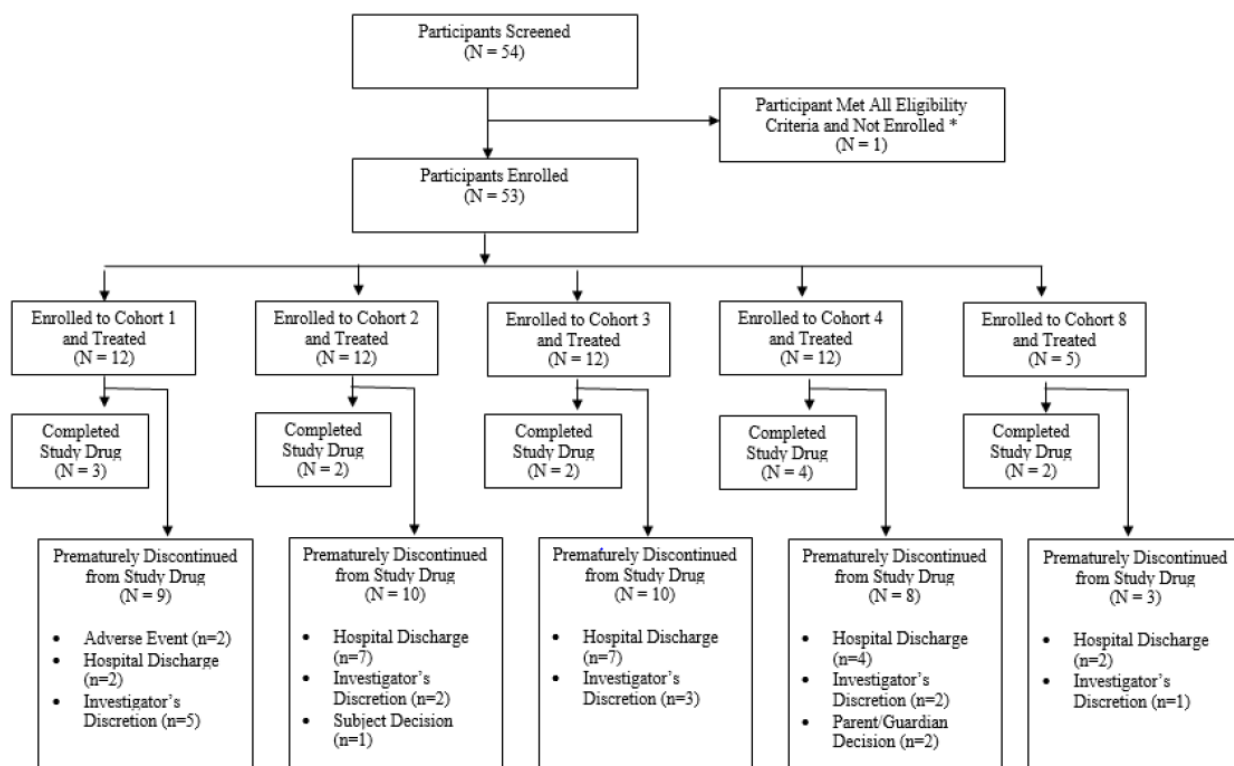 Participants Screened
(N = 54)
Participant Met All Eligibility
Criteria and Not Enrolled *
(N = 1)
Participants Enrolled
(N = 53)
Enrolled to Cohort 1
and Treated
(N = 12)
Enrolled to Cohort 2
and Treated
(N = 12)
Enrolled to Cohort 3
and Treated
(N = 12)
Enrolled to Cohort 4
and Treated
(N = 12)
Enrolled to Cohort 8
and Treated
(N = 5)
Completed
Study Drug
(N = 3)
Completed
Study Drug
(N = 2)
Completed
Study Drug
(N = 2)
Completed
Study Drug
(N = 4)
Completed
Study Drug
(N = 2)
Prematurely Discontinued
from Study Drug
(N = 9)
• Adverse Event (n=2)
• Hospital Discharge
(n=2)
• Investigator’s
Discretion (n=5)
Prematurely Discontinued
from Study Drug
(N = 10)
• Hospital Discharge
(n=7)
• Investigator’s
Discretion (n=2)
• Subject Decision
(n=1)
Prematurely Discontinued
from Study Drug
(N = 10)
• Hospital Discharge
(n=7)
• Investigator’s
Discretion (n=3)
Prematurely Discontinued
from Study Drug
(N = 8)
• Hospital Discharge
(n=4)
• Investigator’s
Discretion (n=2)
• Parent/Guardian
Decision (n=2)
Prematurely Discontinued
from Study Drug
(N = 3)
• Hospital Discharge
(n=2)
• Investigator’s
Discretion (n=1)